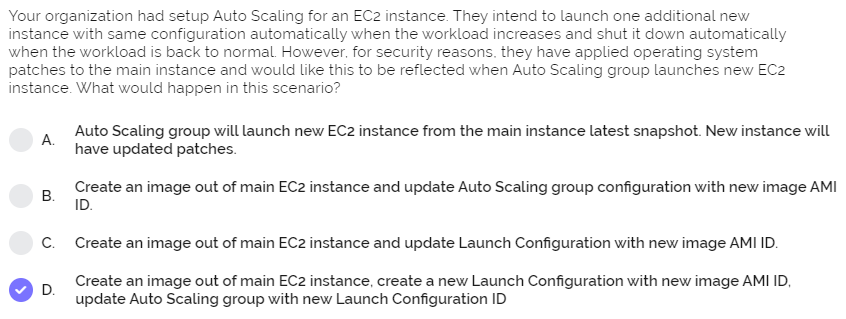 Your organization had setup Auto Scaling for an EC2 instance. They intend to launch one additional new
instance with same configuration automatically when the workload increases and shut it down automatically
when the workload is back to normal. However, for security reasons, they have applied operating system
patches to the main instance and would like this to be reflected when Auto Scaling group launches new EC2
instance. What would happen in this scenario?
A. Auto Scaling group will launch new EC2 instance from the main instance latest snapshot. New instance will
have updated patches.
B. Create an image out of main EC2 instance and update Auto Scaling group configuration with new image AMI
ID.
C. Create an image out of main EC2 instance and update Launch Configuration with new image AMI ID.
D. Create an image out of main EC2 instance, create a new Launch Configuration with new image AMI ID,
update Auto Scaling group with new Launch Configuration ID